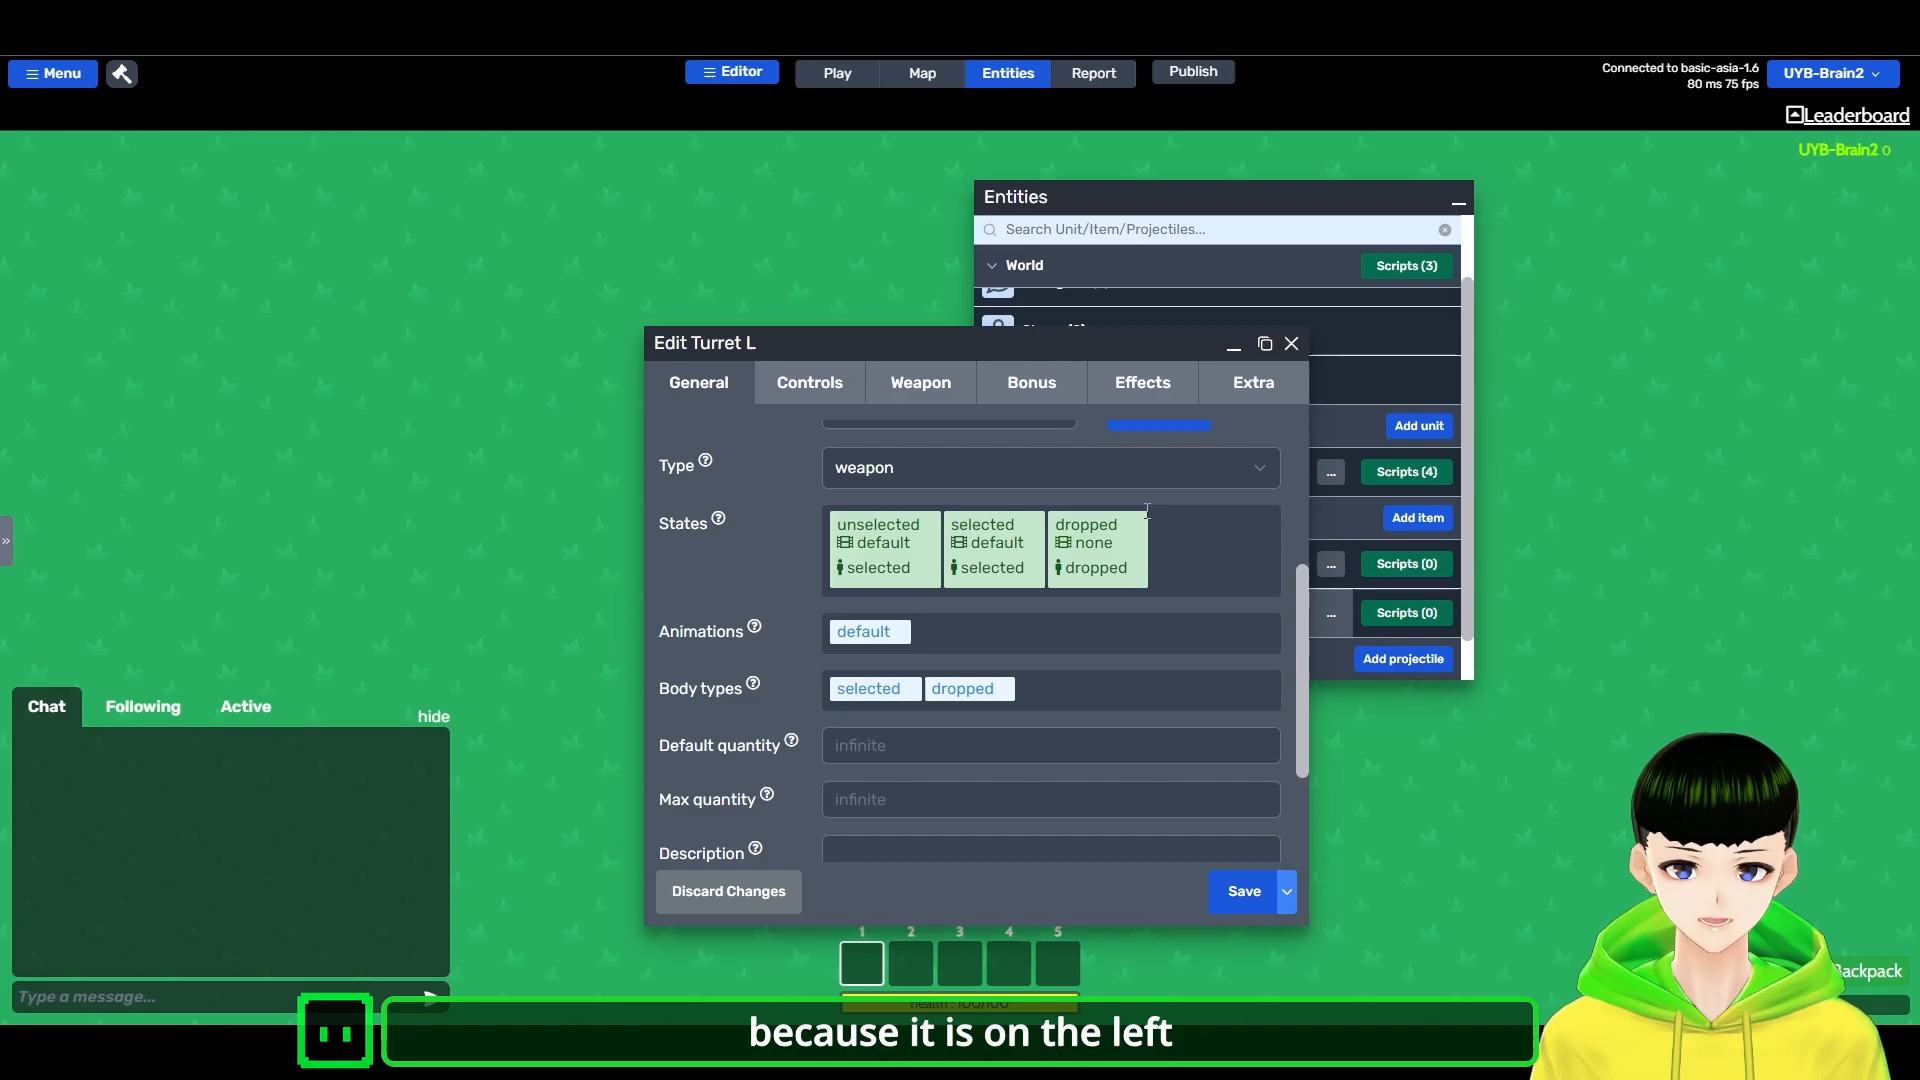 Menu
Editor
Play
Map
Entities
Report
Publish
Connected to basic-asia-1.6
80 ms 75 fps
UYB-Brain2
Leaderboard
UYB-Brain2 0
Entities
Search Unit/Item/Projectiles...
World
Scripts (3)
Edit Turret L
General
Controls
Weapon
Bonus
Effects
Extra
Add unit
Type
weapon
... Scripts (4)
States
unselected
default
selected
selected
default
selected
dropped
none
dropped
Add item
... Scripts (0)
Animations
default
... Scripts (0)
Add projectile
Body types
selected
dropped
Default quantity
infinite
Max quantity
infinite
Description
Discard Changes
Save
Chat
Following
Active
hide
Type a message...
1 2 3 4 5
health : 100/100
Backpack
because it is on the left